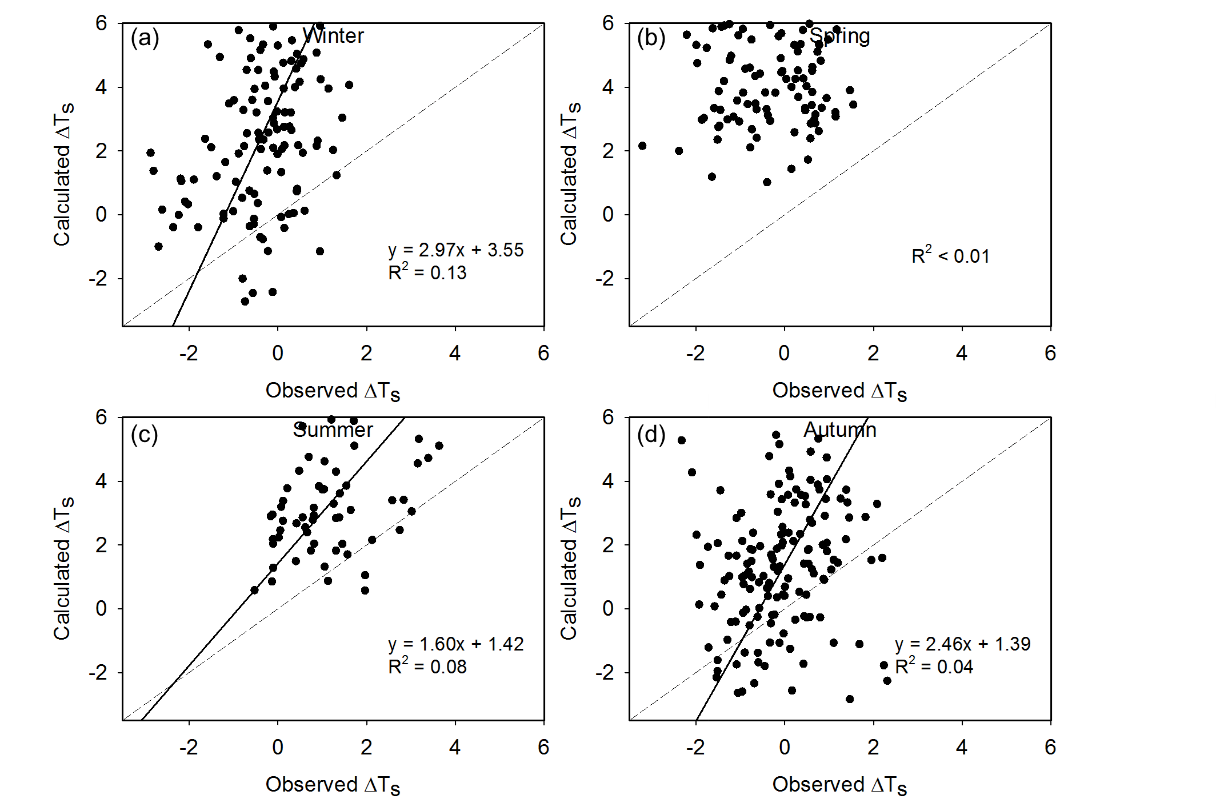 (a) Winter
6
4
2
0
-2
Calculated ΔTs
y = 2.97x + 3.55
R² = 0.13
-2 0 2 4 6
Observed ΔTs
(b) Spring
6
4
2
0
-2
Calculated ΔTs
R² < 0.01
-2 0 2 4 6
Observed ΔTs
(c) Summer
6
4
2
0
-2
Calculated ΔTs
y = 1.60x + 1.42
R² = 0.08
-2 0 2 4 6
Observed ΔTs
(d) Autumn
6
4
2
0
-2
Calculated ΔTs
y = 2.46x + 1.39
R² = 0.04
-2 0 2 4 6
Observed ΔTs